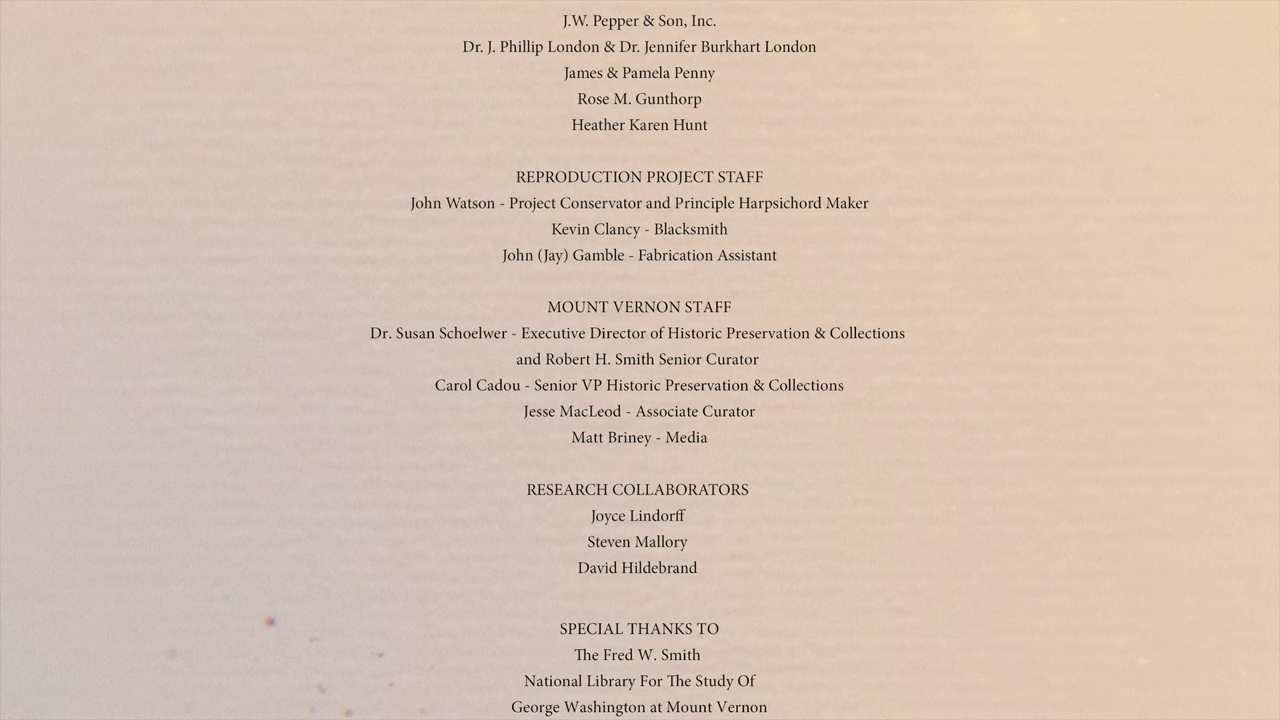 J.W. Pepper & Son, Inc.
Dr. J. Phillip London & Dr. Jennifer Burkhart London
James & Pamela Penny
Rose M. Gunthorp
Heather Karen Hunt
REPRODUCTION PROJECT STAFF
John Watson - Project Conservator and Principle Harpsichord Maker
Kevin Clancy - Blacksmith
John (Jay) Gamble - Fabrication Assistant
MOUNT VERNON STAFF
Dr. Susan Schoelwer - Executive Director of Historic Preservation & Collections
and Robert H. Smith Senior Curator
Carol Cadou - Senior VP Historic Preservation & Collections
Jesse MacLeod - Associate Curator
Matt Briney - Media
RESEARCH COLLABORATORS
Joyce Lindorff
Steven Mallory
David Hildebrand
SPECIAL THANKS TO
The Fred W. Smith
National Library For The Study Of
George Washington at Mount Vernon